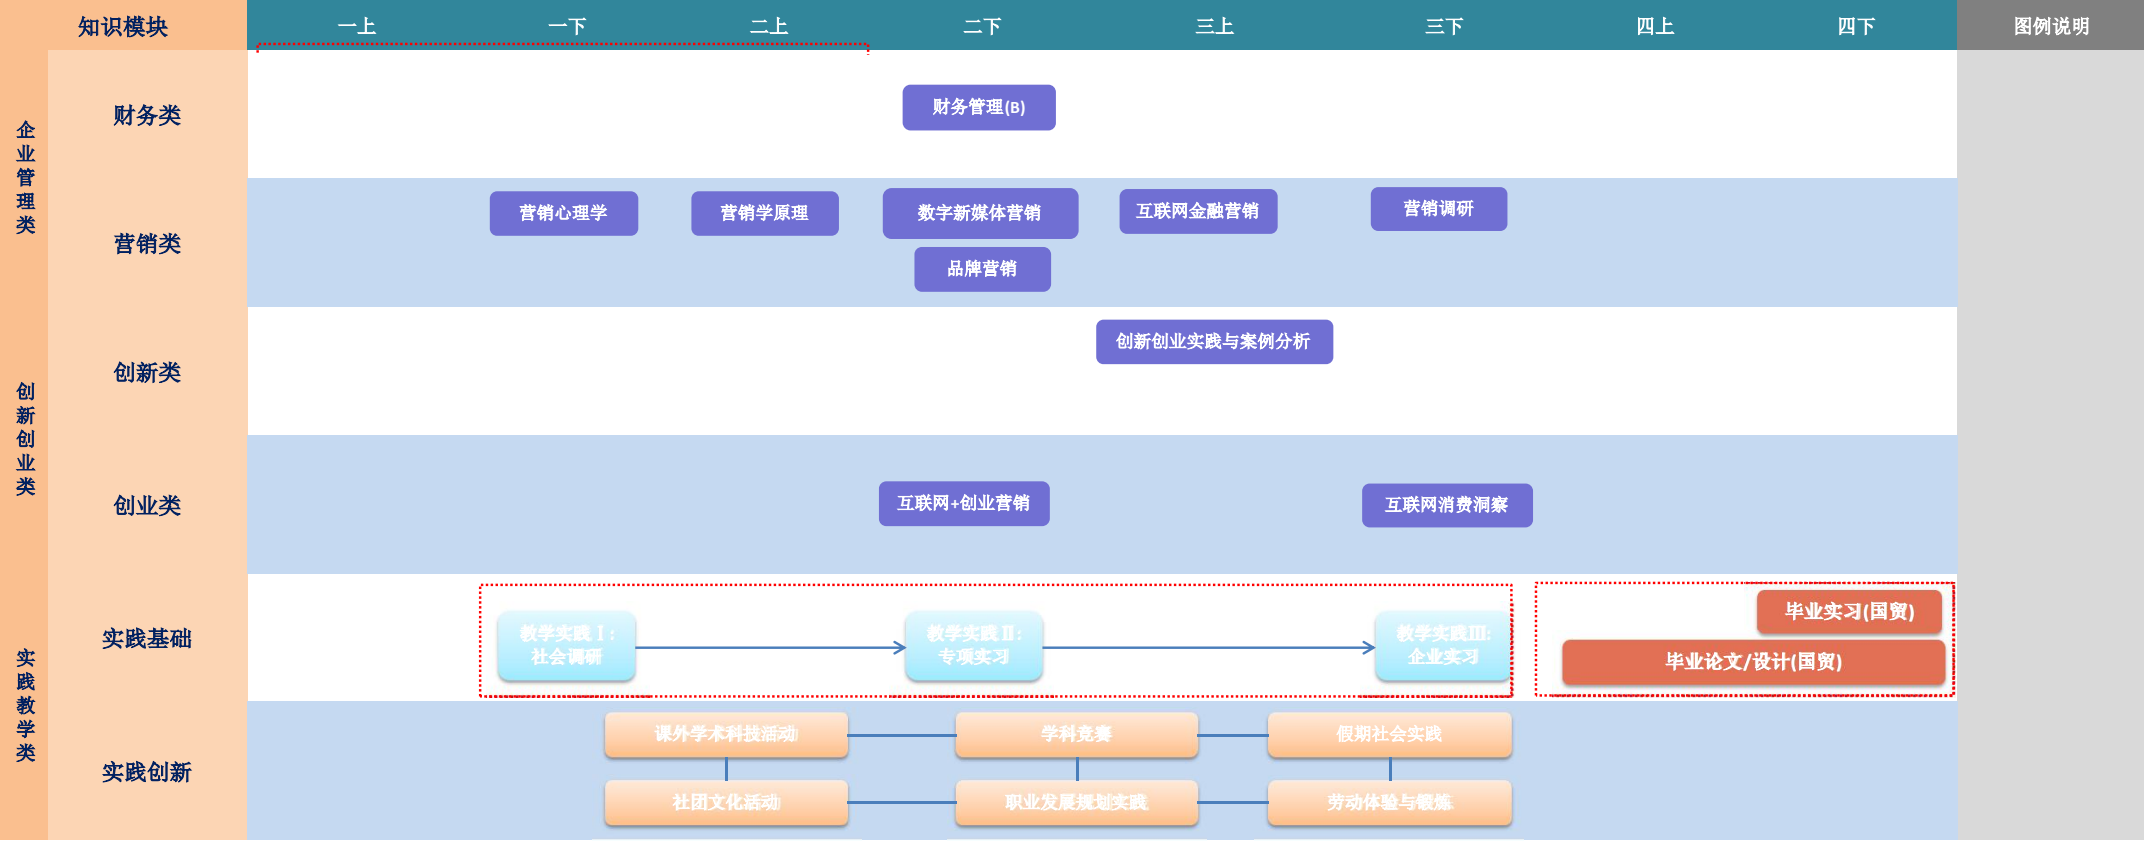 知识模块
一上
一下
二上
二下
三上
三下
四上
四下
图例说明
企业管理类
财务类
财务管理(B)
营销类
营销心理学
营销学原理
数字新媒体营销
互联网金融营销
营销调研
品牌营销
创新创业类
创新类
创新创业实践与案例分析
创业类
互联网+创业营销
互联网消费洞察
实践教学类
实践基础
教学实践Ⅰ:
社会调研
教学实践Ⅱ:
专项实习
教学实践Ⅲ:
企业实习
毕业实习(国贸)
毕业论文/设计(国贸)
实践创新
课外学术科技活动
学科竞赛
假期社会实践
社团文化活动
职业发展规划实践
劳动体验与锻炼